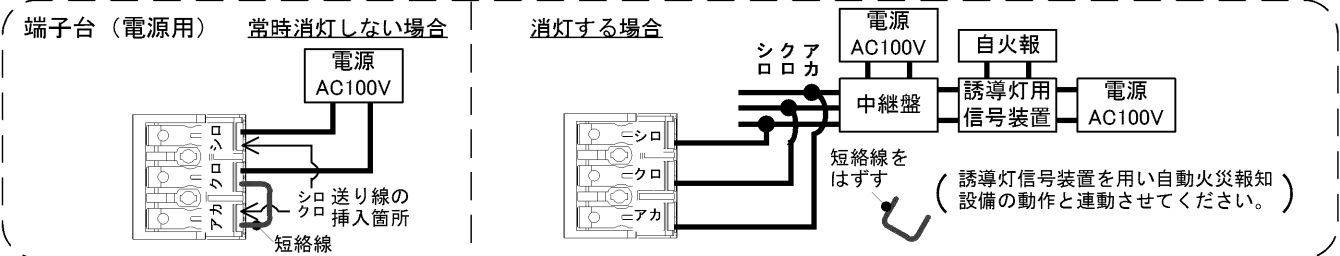 端子台（電源用）
常時消灯しない場合
電源
AC100V
シロ
クロ
アカ
シロ
クロ
送り線の
挿入箇所
短絡線
消灯する場合
シロ
クロ
アカ
シロ
クロ
アカ
電源
AC100V
中継盤
自火報
誘導灯用
信号装置
電源
AC100V
短絡線を
はずす
（誘導灯信号装置を用い自動火災報知
設備の動作と連動させてください。）